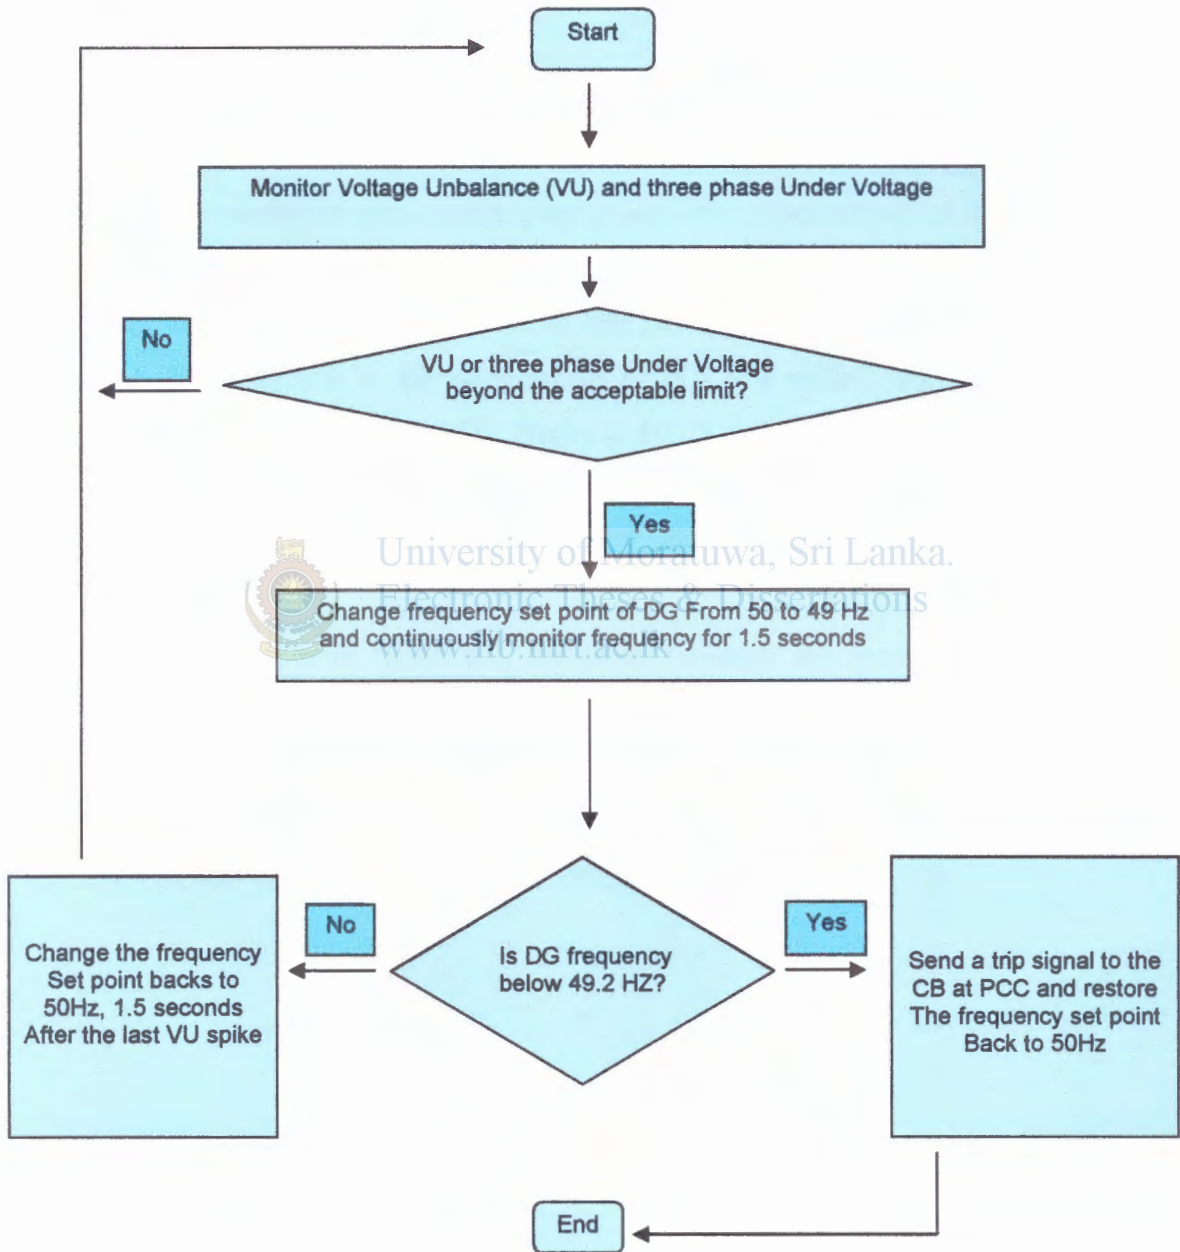 Start
Monitor Voltage Unbalance (VU) and three phase Under Voltage
No
VU or three phase Under Voltage
beyond the acceptable limit?
Yes
University of Moratuwa, Sri Lanka.
Electronic Theses & Dissertations
www.lib.mrt.ac.lk
Change frequency set point of DG From 50 to 49 Hz
and continuously monitor frequency for 1.5 seconds
Change the frequency
Set point backs to
50Hz, 1.5 seconds
After the last VU spike
No
Is DG frequency
below 49.2 HZ?
Yes
Send a trip signal to the
CB at PCC and restore
The frequency set point
Back to 50Hz
End